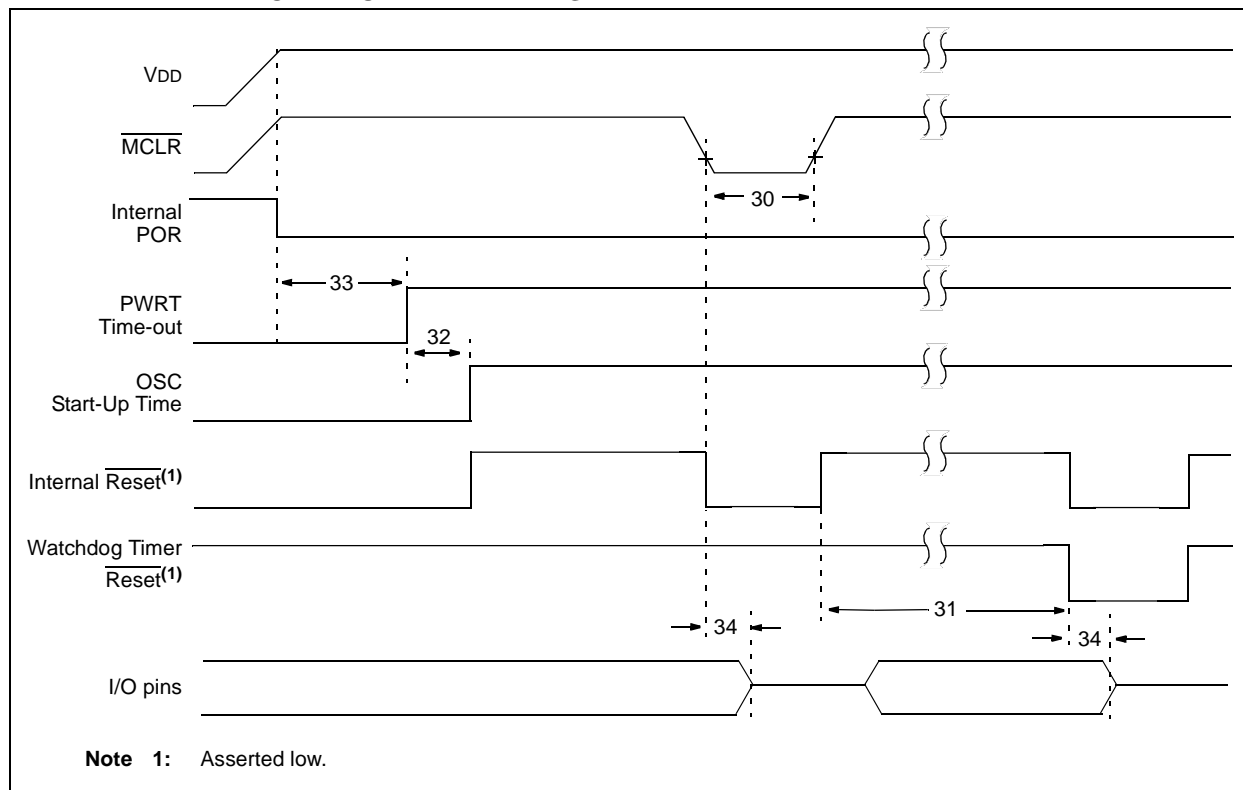 VDD
MCLR
30
Internal
POR
33
PWRT
Time-out
32
OSC
Start-Up Time
Internal Reset(1)
Watchdog Timer
Reset(1)
31
34
34
I/O pins
Note 1: Asserted low.